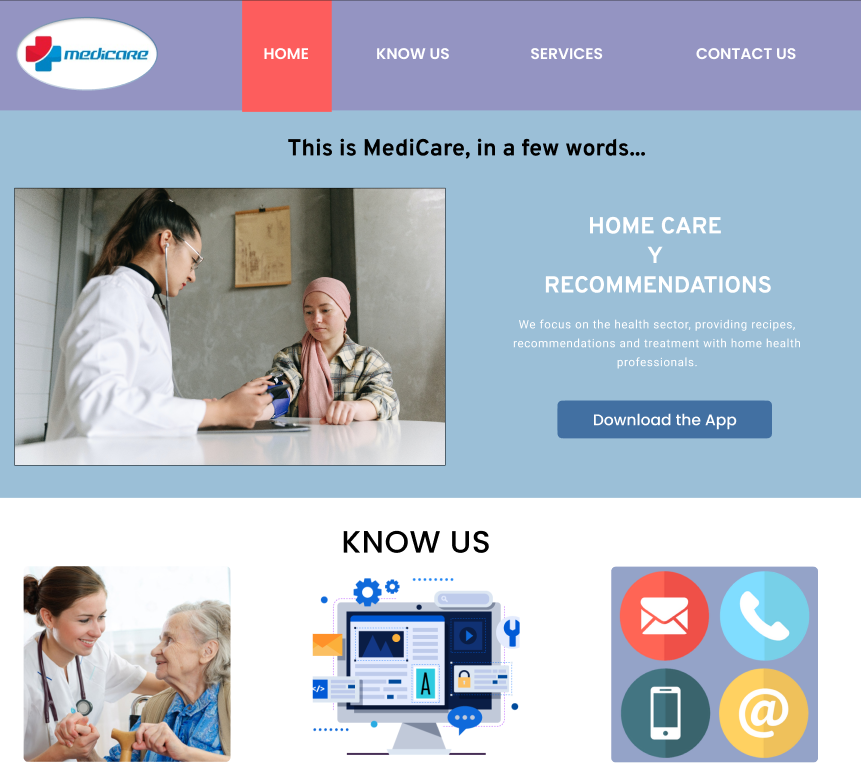 medicare
HOME
KNOW US
SERVICES
CONTACT US
This is MediCare, in a few words...
HOME CARE
Y
RECOMMENDATIONS
We focus on the health sector, providing recipes,
recommendations and treatment with home health
professionals.
Download the App
KNOW US
A
</>
@